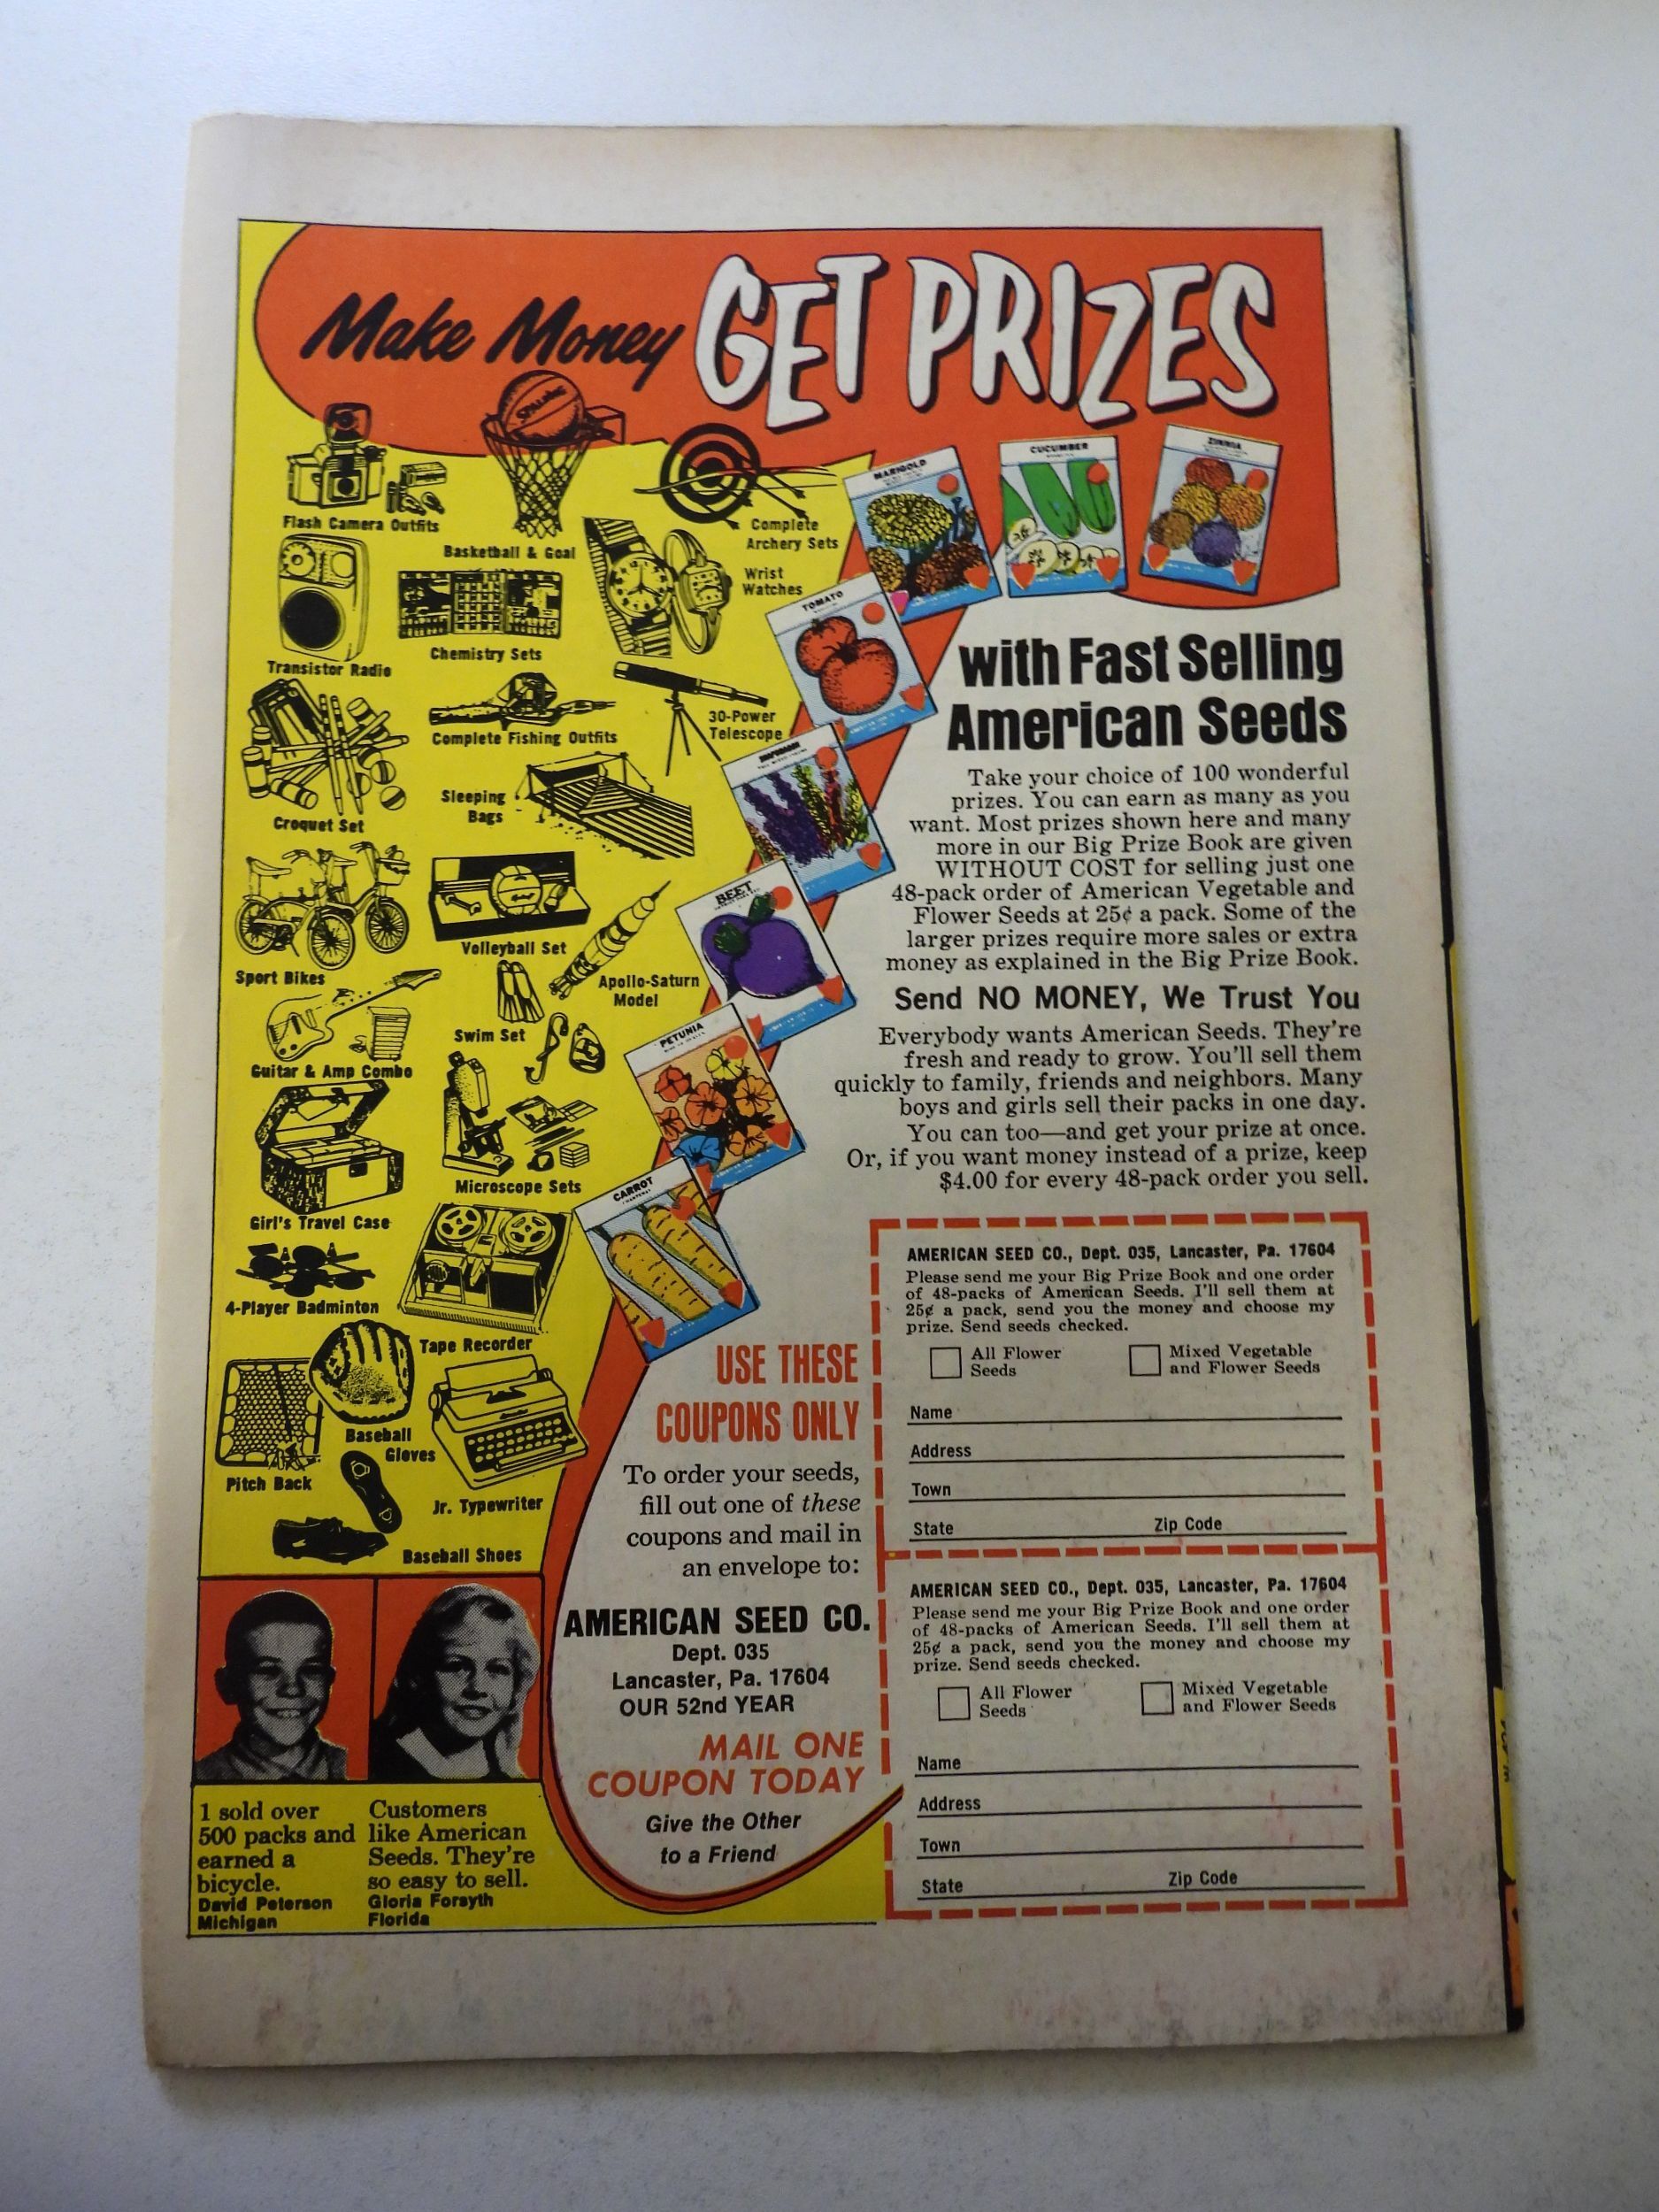 Make Money GET PRIZES
SPALDING
Flash Camera Outfits
Basketball & Goal
Complete
Archery Sets
Wrist
Watches
Transistor Radio
Chemistry Sets
30-Power
Telescope
Croquet Set
Complete Fishing Outfits
Sleeping
Bags
Sport Bikes
Volleyball Set
Apollo-Saturn
Model
Swim Set
Guitar & Amp Combo
Girl's Travel Case
Microscope Sets
4-Player Badminton
Tape Recorder
Baseball
Gloves
Pitch Back
Jr. Typewriter
Baseball Shoes
MARIGOLD
CUCUMBER
ZINNIA
TOMATO
BEET
PETUNIA
CARROT
with Fast Selling
American Seeds
Take your choice of 100 wonderful
prizes. You can earn as many as you
want. Most prizes shown here and many
more in our Big Prize Book are given
WITHOUT COST for selling just one
48-pack order of American Vegetable and
Flower Seeds at 25¢ a pack. Some of the
larger prizes require more sales or extra
money as explained in the Big Prize Book.
Send NO MONEY, We Trust You
Everybody wants American Seeds. They're
fresh and ready to grow. You'll sell them
quickly to family, friends and neighbors. Many
boys and girls sell their packs in one day.
You can too—and get your prize at once.
Or, if you want money instead of a prize, keep
$4.00 for every 48-pack order you sell.
USE THESE
COUPONS ONLY
To order your seeds,
fill out one of these
coupons and mail in
an envelope to:
AMERICAN SEED CO.
Dept. 035
Lancaster, Pa. 17604
OUR 52nd YEAR
MAIL ONE
COUPON TODAY
Give the Other
to a Friend
AMERICAN SEED CO., Dept. 035, Lancaster, Pa. 17604
Please send me your Big Prize Book and one order
of 48-packs of American Seeds. I'll sell them at
25¢ a pack, send you the money and choose my
prize. Send seeds checked.
All Flower
Seeds
Mixed Vegetable
and Flower Seeds
Name
Address
Town
State Zip Code
AMERICAN SEED CO., Dept. 035, Lancaster, Pa. 17604
Please send me your Big Prize Book and one order
of 48-packs of American Seeds. I'll sell them at
25¢ a pack, send you the money and choose my
prize. Send seeds checked.
All Flower
Seeds
Mixed Vegetable
and Flower Seeds
Name
Address
Town
State Zip Code
1 sold over
500 packs and
earned a
bicycle.
David Peterson
Michigan
Customers
like American
Seeds. They're
so easy to sell.
Gloria Forsyth
Florida